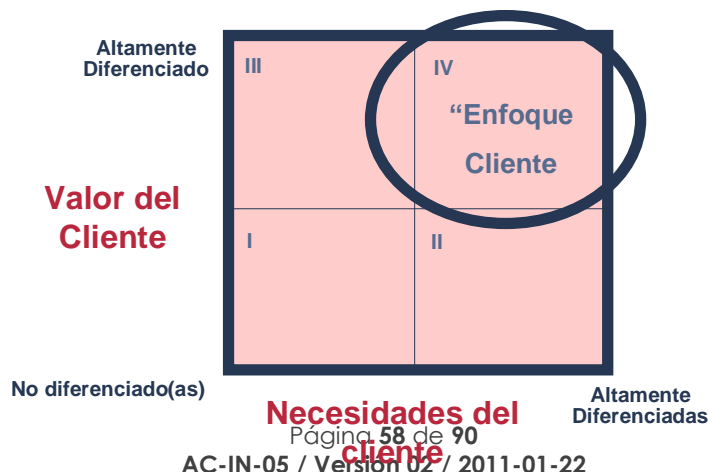 Altamente
Diferenciado
III
IV
“Enfoque
Cliente
Valor del
Cliente
I
II
No diferenciado(as)
Necesidades del
cliente
Altamente
Diferenciadas
Página 58 de 90
AC-IN-05 / Versión 02 / 2011-01-22